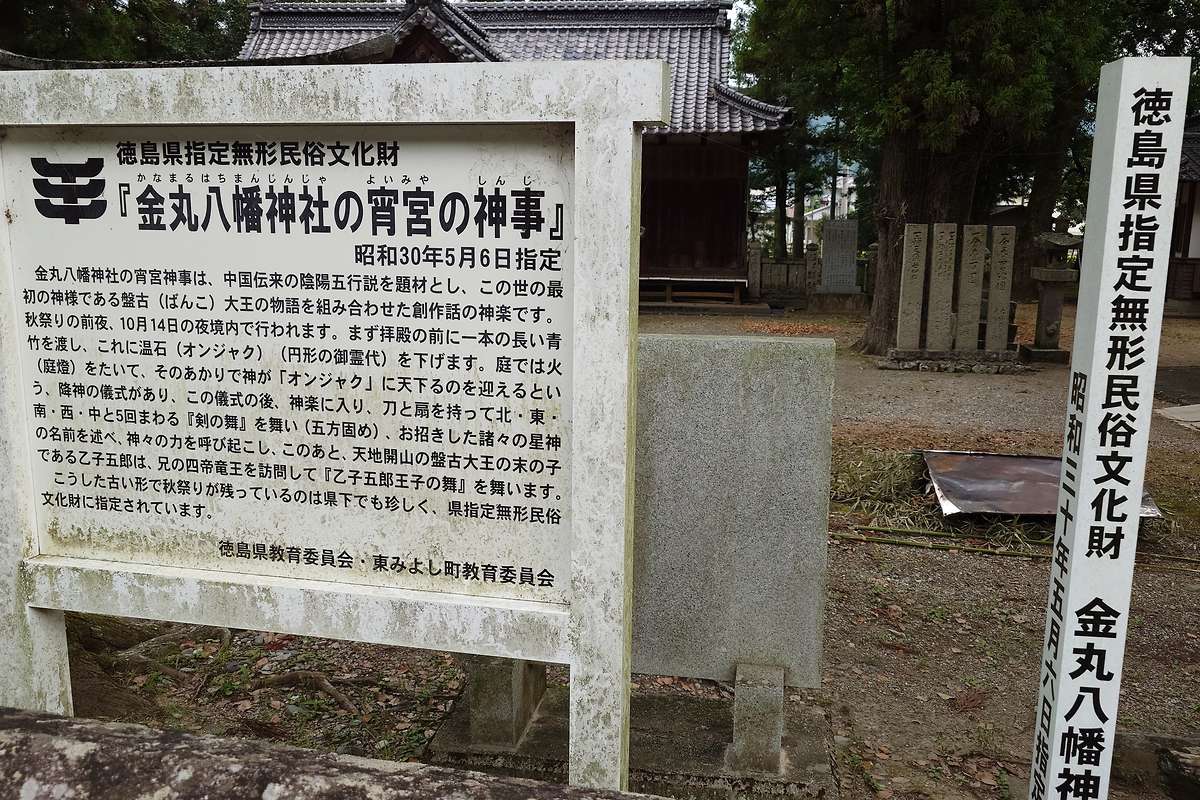 徳島県指定無形民俗文化財
かなまるはちまんじんじゃ よいみや しんじ
『金丸八幡神社の宵宮の神事』
昭和30年5月6日指定
金丸八幡神社の宵宮神事は、中国伝来の陰陽五行説を題材とし、この世の最
初の神様である盤古（ばんこ）大王の物語を組み合わせた創作話の神楽です。
秋祭りの前夜、10月14日の夜境内で行われます。まず拝殿の前に一本の長い青
竹を渡し、これに温石（オンジャク）（円形の御霊代）を下げます。庭では火
（庭燈）をたいて、そのあかりで神が「オンジャク」に天下るのを迎えるとい
う、降神の儀式があり、この儀式の後、神楽に入り、刀と扇を持って北・東・
南・西・中と5回まわる『剣の舞』を舞い（五方固め）、お招きした諸々の星神
の名前を述べ、神々の力を呼び起こし、このあと、天地開山の盤古大王の末の子
である乙子五郎は、兄の四帝竜王を訪問して『乙子五郎王子の舞』を舞います。
こうした古い形で秋祭りが残っているのは県下でも珍しく、県指定無形民俗
文化財に指定されています。
徳島県教育委員会・東みよし町教育委員会
徳島県指定無形民俗文化財 金丸八幡神
昭和三十年五月六日指